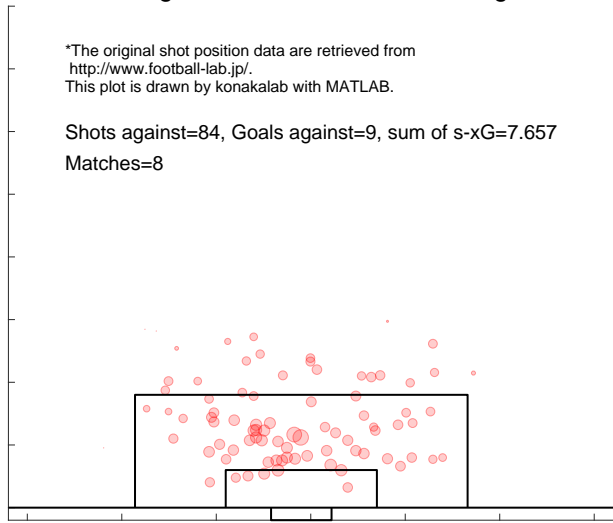 *The original shot position data are retrieved from
http://www.football-lab.jp/.
This plot is drawn by konakalab with MATLAB.
Shots against=84, Goals against=9, sum of s-xG=7.657
Matches=8